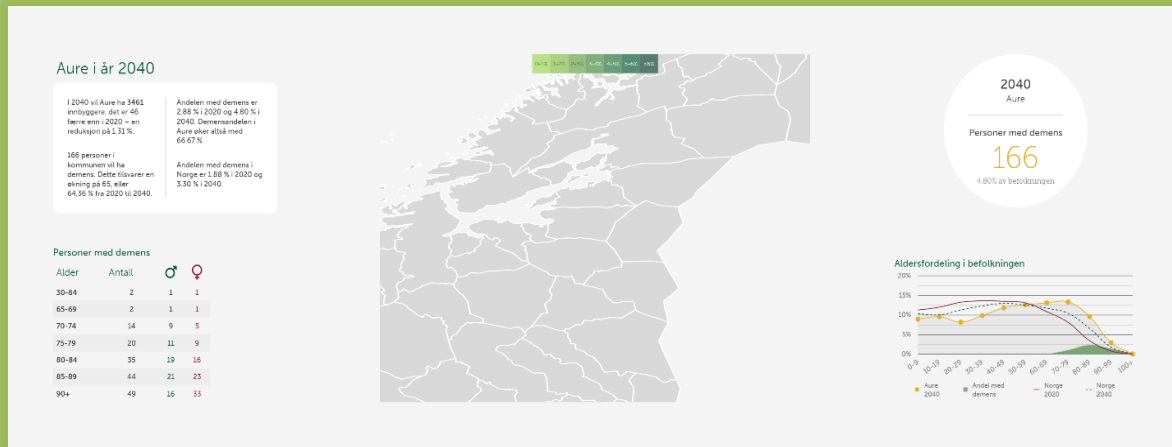 Aure i år 2040
I 2040 vil Aure ha 3461
innbyggere, det er 46
færre enn i 2020 – en
reduksjon på 1.31 %.
166 personer i
kommunen vil ha
demens. Dette tilsvarer en
økning på 65, eller
64.36 % fra 2020 til 2040.
Andelen med demens er
2.88 % i 2020 og 4.80 % i
2040. Demensandelen i
Aure øker altså med
66.67 %.
Andelen med demens i
Norge er 1.88 % i 2020 og
3.30 % i 2040.
2040
Aure
Personer med demens
166
4.80% av befolkningen
Personer med demens
Alder Antall ♂ ♀
30-64 2 1 1
65-69 2 1 1
70-74 14 9 5
75-79 20 11 9
80-84 35 19 16
85-89 44 21 23
90+ 49 16 33
Aldersfordeling i befolkningen
20%
15%
10%
5%
0%
0-9 10-19 20-29 30-39 40-49 50-59 60-69 70-79 80-89 90-99 100+
Aure
2040
Andel med
demens
Norge
2020
Norge
2040